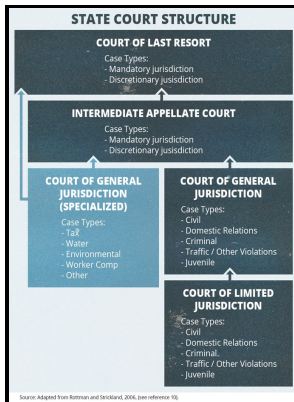 STATE COURT STRUCTURE
COURT OF LAST RESORT
Case Types:
- Mandatory jurisdiction
- Discretionary jusisdiction
INTERMEDIATE APPELLATE COURT
Case Types:
- Mandatory jurisdiction
- Discretionary jusisdiction
COURT OF GENERAL
JURISDICTION
(SPECIALIZED)
Case Types:
- Tax
- Water
- Environmental
- Worker Comp
- Other
COURT OF GENERAL
JURISDICTION
Case Types:
- Civil
- Domestic Relations
- Criminal
- Traffic / Other Violations
- Juvenile
COURT OF LIMITED
JURISDICTION
Case Types:
- Civil
- Domestic Relations
- Criminal.
- Traffic / Other Violations
- Juvenile
Source: Adapted from Rottman and Strickland, 2006, (see reference 10).